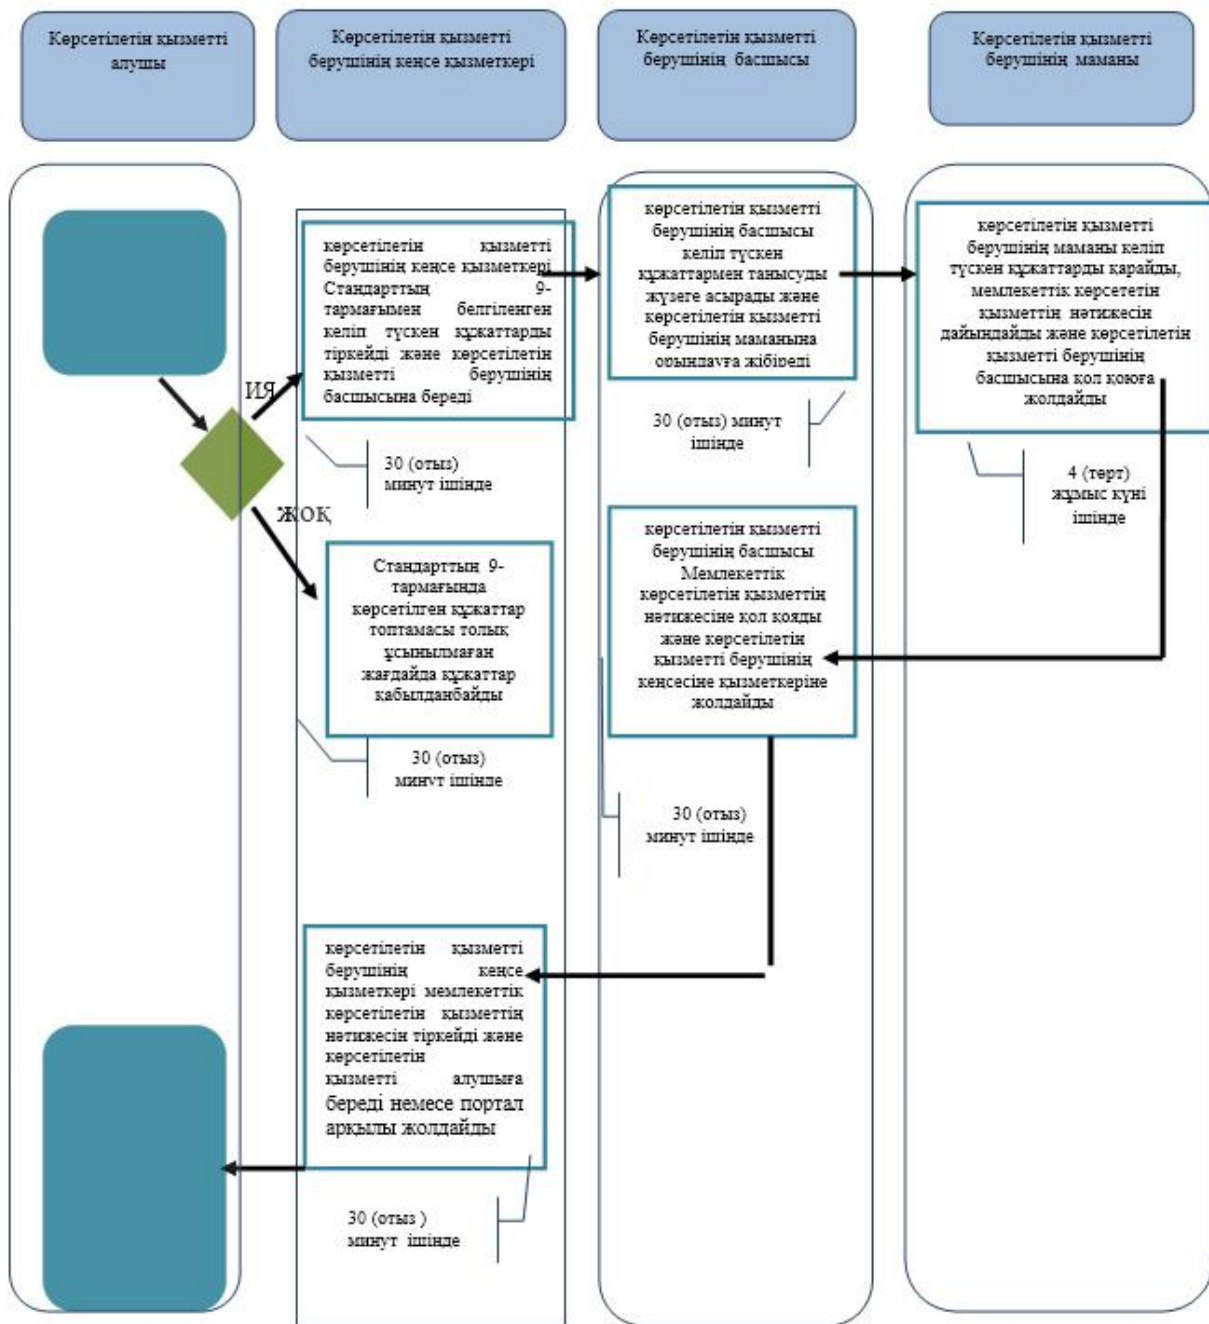 Көрсетілетін қызметті
алушы
Көрсетілетін қызметті
берушінің кеңсе қызметкері
Көрсетілетін қызметті
берушінің басшысы
Көрсетілетін қызметті
берушінің маманы
көрсетілетін қызметті
берушінің кеңсе қызметкері
Стандарттың 9-
тармағымен белгіленген
келіп түскен құжаттарды
тіркейді және көрсетілетін
қызметті берушінің
басшысына береді
30 (отыз)
минут ішінде
көрсетілетін қызметті
берушінің басшысы
келіп түскен
құжаттармен танысуды
жүзеге асырады және
көрсетілетін қызметті
берушінің маманына
орындауға жібіреді
30 (отыз) минут
ішінде
көрсетілетін қызметті
берушінің маманы келіп
түскен құжаттарды қарайды,
мемлекеттік көрсететін
қызметтің нәтижесін
дайындайды және көрсетілетін
қызметті берушінің
басшысына қол қоюға
жолдайды
4 (төрт)
жұмыс күні
ішінде
ИЯ
ЖОҚ
Стандарттың 9-
тармағында
көрсетілген құжаттар
топтамасы толық
ұсынылмаған
жағдайда құжаттар
қабылданбайды
30 (отыз)
минут ішінде
көрсетілетін қызметті
берушінің басшысы
Мемлекеттік
көрсетілетін қызметтің
нәтижесіне қол қояды
және көрсетілетін
қызметті берушінің
кеңсесіне қызметкеріне
жолдайды
30 (отыз)
минут ішінде
көрсетілетін қызметті
берушінің кеңсе
қызметкері мемлекеттік
көрсетілетін қызметтің
нәтижесін тіркейді және
көрсетілетін
қызметті алушыға
береді немесе портал
арқылы жолдайды
30 (отыз )
минут ішінде